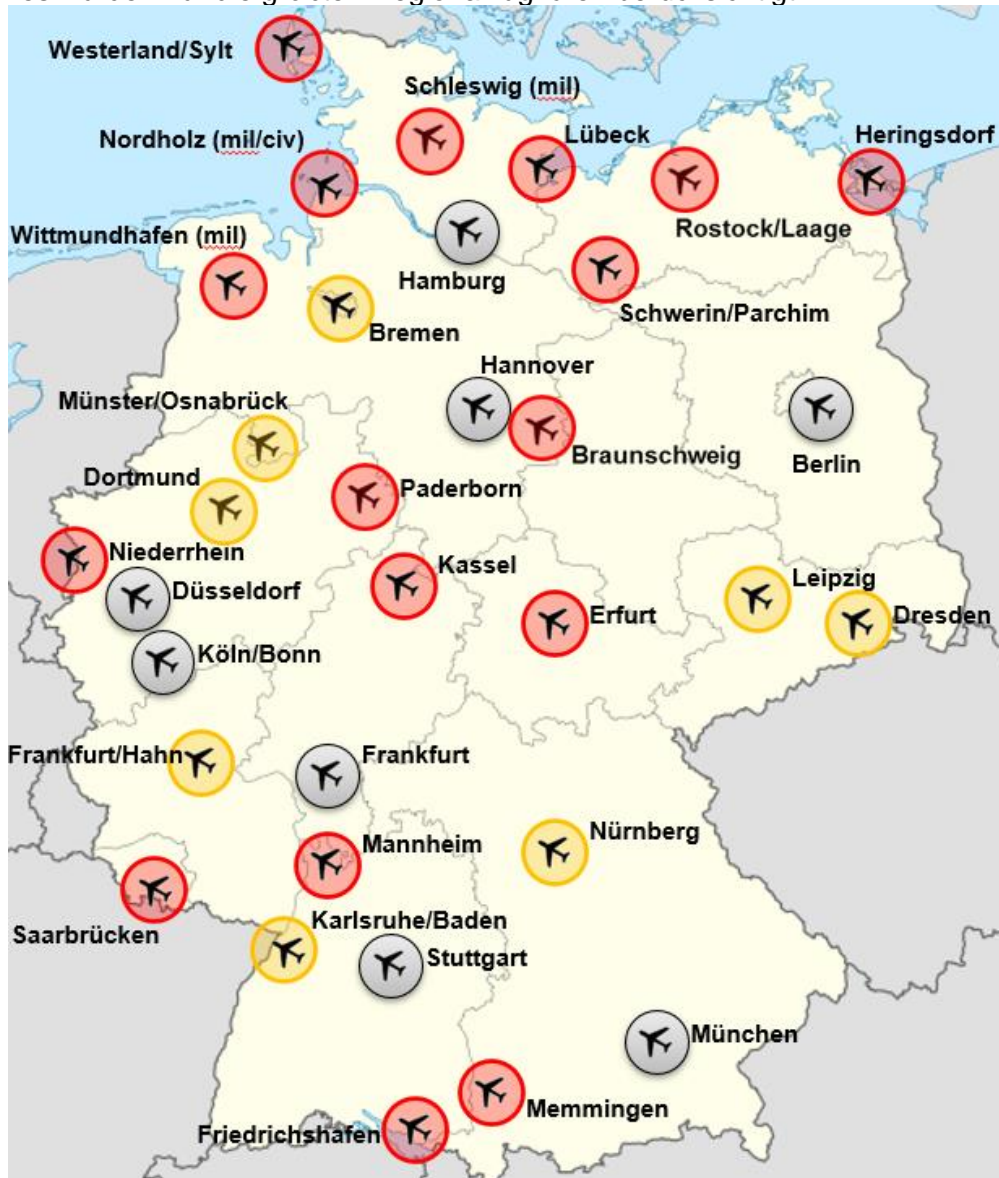 Westerland/Sylt
Schleswig (mil)
Nordholz (mil/civ)
Lübeck
Heringsdorf
Rostock/Laage
Wittmundhafen (mil)
Hamburg
Schwerin/Parchim
Bremen
Hannover
Münster/Osnabrück
Braunschweig
Berlin
Dortmund
Paderborn
Niederrhein
Kassel
Leipzig
Düsseldorf
Erfurt
Dresden
Köln/Bonn
Frankfurt/Hahn
Frankfurt
Nürnberg
Mannheim
Karlsruhe/Baden
Saarbrücken
Stuttgart
München
Memmingen
Friedrichshafen